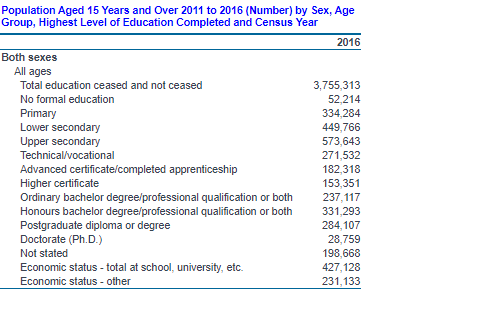 Population Aged 15 Years and Over 2011 to 2016 (Number) by Sex, Age
Group, Highest Level of Education Completed and Census Year
2016
Both sexes
All ages
Total education ceased and not ceased 3,755,313
No formal education 52,214
Primary 334,284
Lower secondary 449,766
Upper secondary 573,643
Technical/vocational 271,532
Advanced certificate/completed apprenticeship 182,318
Higher certificate 153,351
Ordinary bachelor degree/professional qualification or both 237,117
Honours bachelor degree/professional qualification or both 331,293
Postgraduate diploma or degree 284,107
Doctorate (Ph.D.) 28,759
Not stated 198,668
Economic status - total at school, university, etc. 427,128
Economic status - other 231,133